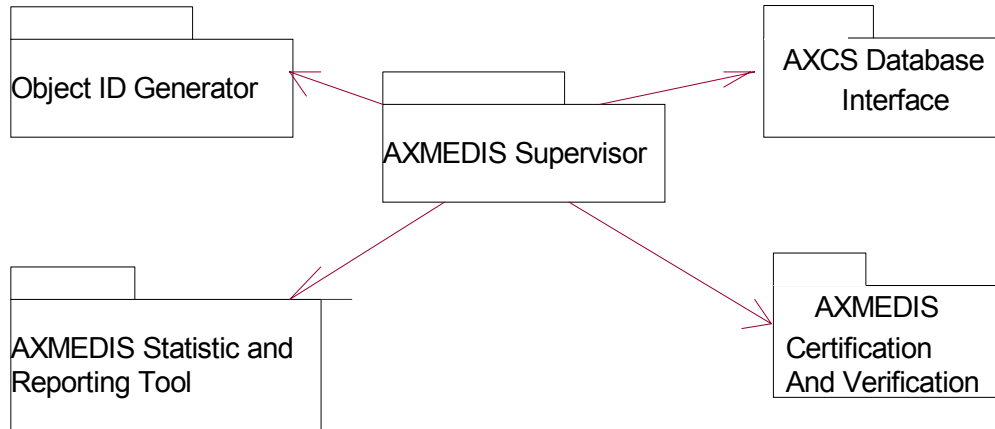 Object ID Generator
AXMEDIS Supervisor
AXCS Database
Interface
AXMEDIS Statistic and
Reporting Tool
AXMEDIS
Certification
And Verification